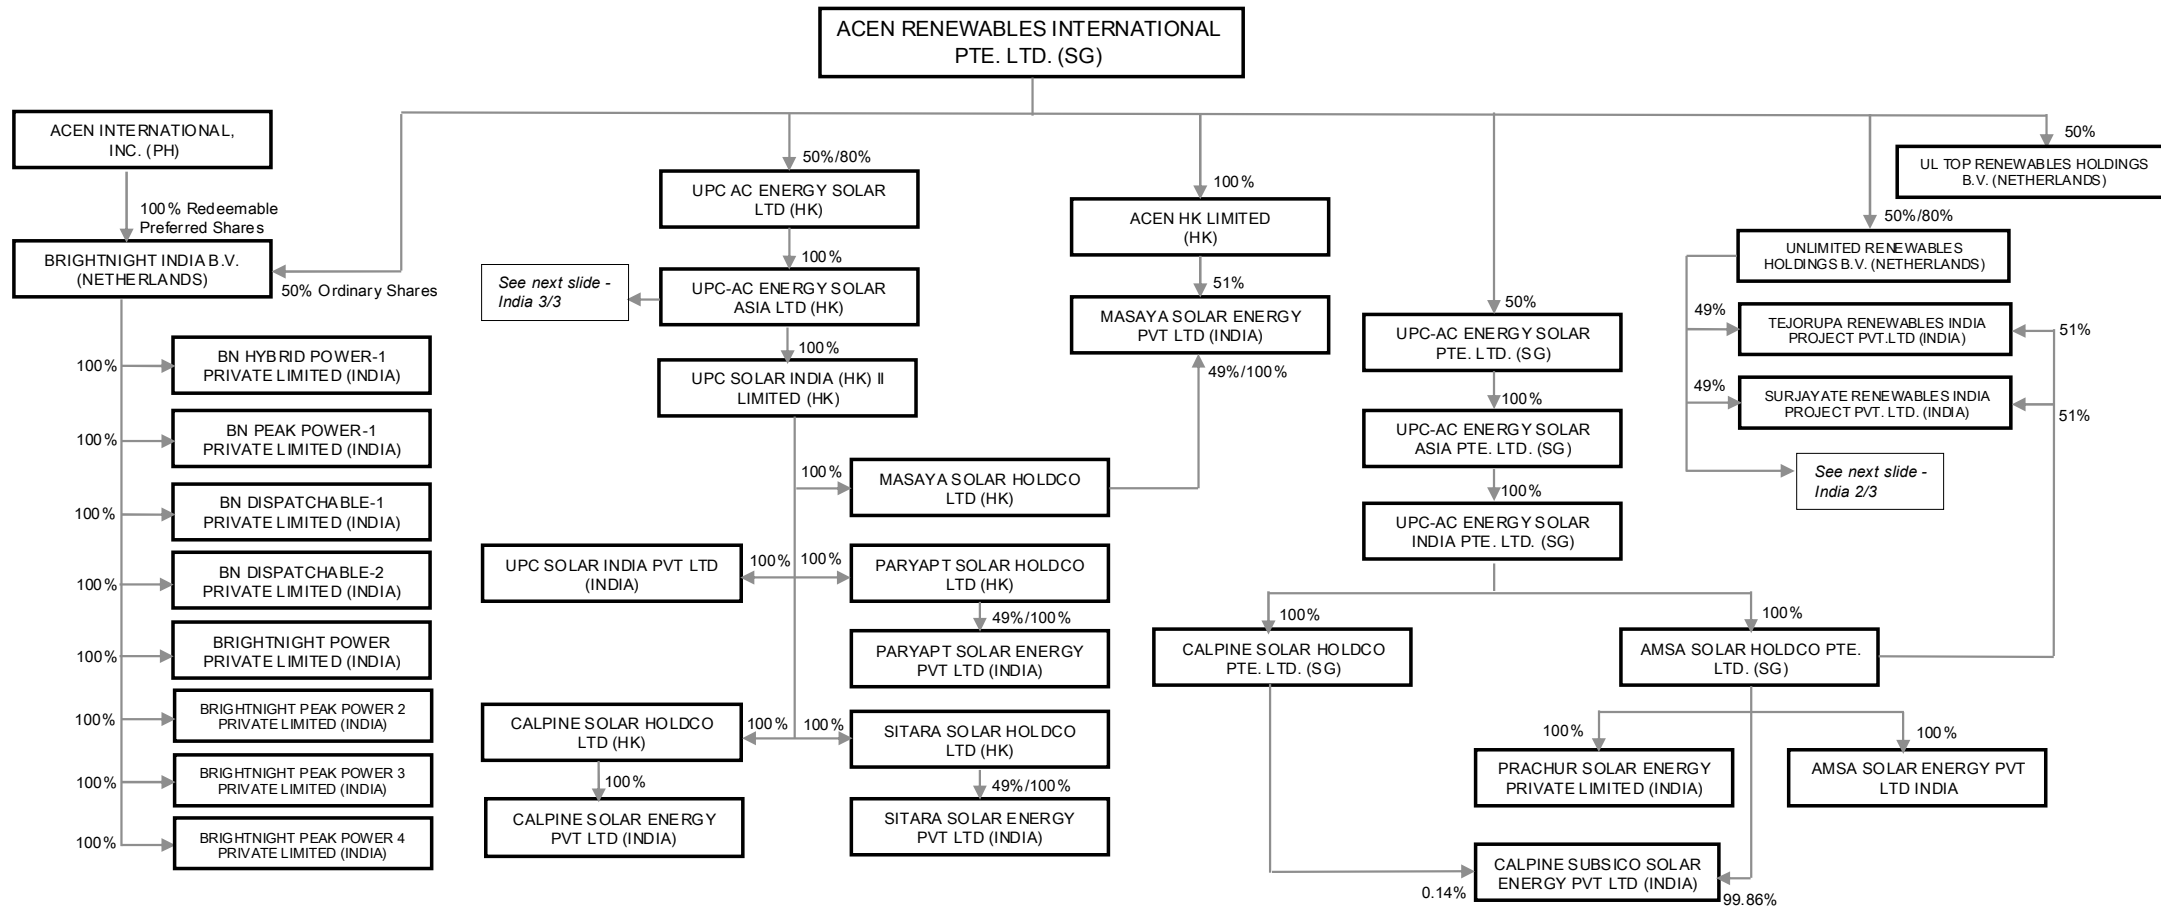 ACEN RENEWABLES INTERNATIONAL
PTE. LTD. (SG)
ACEN INTERNATIONAL,
INC. (PH)
100% Redeemable
Preferred Shares
BRIGHTNIGHT INDIA B.V.
(NETHERLANDS)
50% Ordinary Shares
100%
BN HYBRID POWER-1
PRIVATE LIMITED (INDIA)
100%
BN PEAK POWER-1
PRIVATE LIMITED (INDIA)
100%
BN DISPATCHABLE-1
PRIVATE LIMITED (INDIA)
100%
BN DISPATCHABLE-2
PRIVATE LIMITED (INDIA)
100%
BRIGHTNIGHT POWER
PRIVATE LIMITED (INDIA)
100%
BRIGHTNIGHT PEAK POWER 2
PRIVATE LIMITED (INDIA)
100%
BRIGHTNIGHT PEAK POWER 3
PRIVATE LIMITED (INDIA)
100%
BRIGHTNIGHT PEAK POWER 4
PRIVATE LIMITED (INDIA)
50%/80%
UPC AC ENERGY SOLAR
LTD (HK)
100%
UPC-AC ENERGY SOLAR
ASIA LTD (HK)
See next slide -
India 3/3
100%
UPC SOLAR INDIA (HK) II
LIMITED (HK)
100%
MASAYA SOLAR HOLDCO
LTD (HK)
UPC SOLAR INDIA PVT LTD
(INDIA)
100%
100%
PARYAPT SOLAR HOLDCO
LTD (HK)
49%/100%
PARYAPT SOLAR ENERGY
PVT LTD (INDIA)
CALPINE SOLAR HOLDCO
LTD (HK)
100%
100%
SITARA SOLAR HOLDCO
LTD (HK)
100%
CALPINE SOLAR ENERGY
PVT LTD (INDIA)
49%/100%
SITARA SOLAR ENERGY
PVT LTD (INDIA)
100%
ACEN HK LIMITED
(HK)
51%
MASAYA SOLAR ENERGY
PVT LTD (INDIA)
49%/100%
50%
UPC-AC ENERGY SOLAR
PTE. LTD. (SG)
100%
UPC-AC ENERGY SOLAR
ASIA PTE. LTD. (SG)
100%
UPC-AC ENERGY SOLAR
INDIA PTE. LTD. (SG)
100%
CALPINE SOLAR HOLDCO
PTE. LTD. (SG)
100%
AMSA SOLAR HOLDCO PTE.
LTD. (SG)
100%
PRACHUR SOLAR ENERGY
PRIVATE LIMITED (INDIA)
100%
AMSA SOLAR ENERGY PVT
LTD INDIA
0.14%
CALPINE SUBSICO SOLAR
ENERGY PVT LTD (INDIA)
99.86%
50%
UL TOP RENEWABLES HOLDINGS
B.V. (NETHERLANDS)
50%/80%
UNLIMITED RENEWABLES
HOLDINGS B.V. (NETHERLANDS)
49%
TEJORUPA RENEWABLES INDIA
PROJECT PVT.LTD (INDIA)
51%
49%
SURJAYATE RENEWABLES INDIA
PROJECT PVT. LTD. (INDIA)
51%
See next slide -
India 2/3